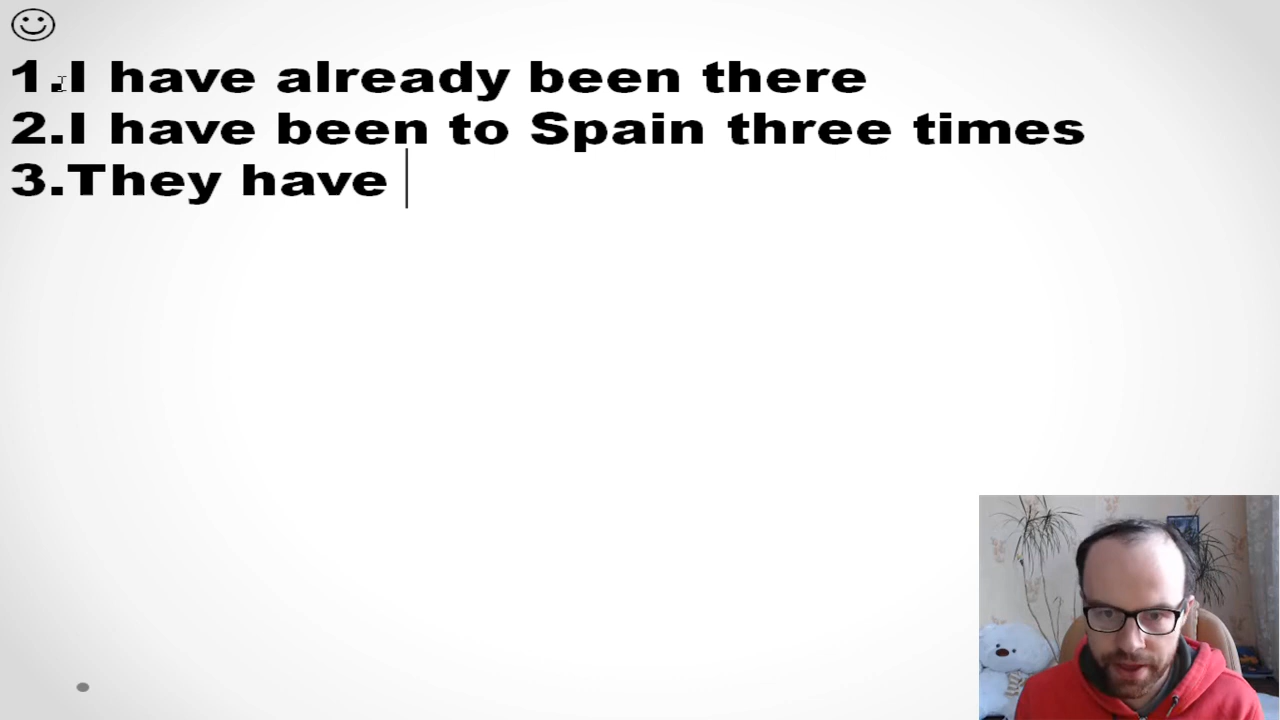 1.I have already been there
2.I have been to Spain three times
3.They have